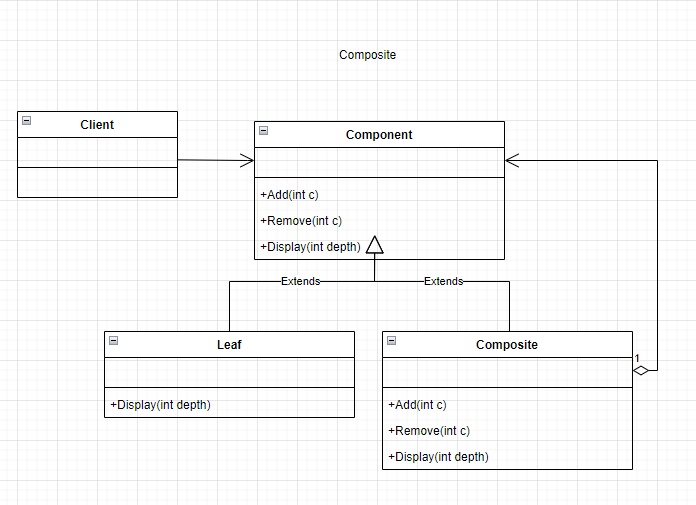 Composite
Client
Component
+Add(int c)
+Remove(int c)
+Display(int depth)
Extends
Extends
Leaf
+Display(int depth)
Composite
1
+Add(int c)
+Remove(int c)
+Display(int depth)